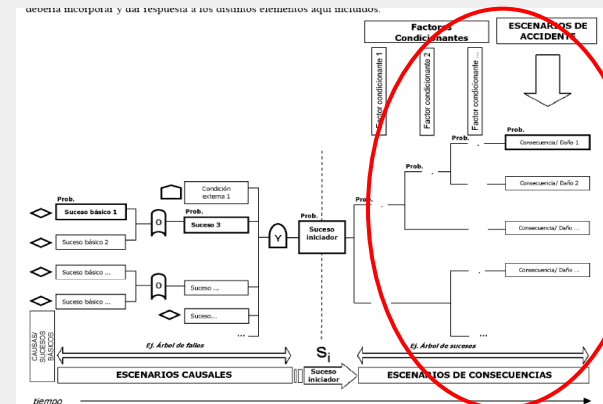 debería incorporar y dar respuesta a los distintos elementos aquí incluidos.
Factores
Condicionantes
ESCENARIOS DE
ACCIDENTE
Factor condicionante 1
Factor condicionante 2
Factor condicionante ...
Prob.
Consecuencia/ Daño 1
Prob.
Consecuencia/ Daño 2
Prob.
Consecuencia/ Daño ...
Consecuencia/ Daño ...
...
Condición
externa 1
Prob.
Suceso básico 1
O
Prob.
Suceso 3
Suceso básico 2
Y
Prob.
Suceso
iniciador
Suceso básico ...
O
Suceso ...
Suceso básico ...
Suceso...
...
CAUSAS/
SUCESOS
BÁSICOS
Ej. Árbol de fallos
Si
Ej. Árbol de sucesos
ESCENARIOS CAUSALES
Suceso
iniciador
ESCENARIOS DE CONSECUENCIAS
tiempo